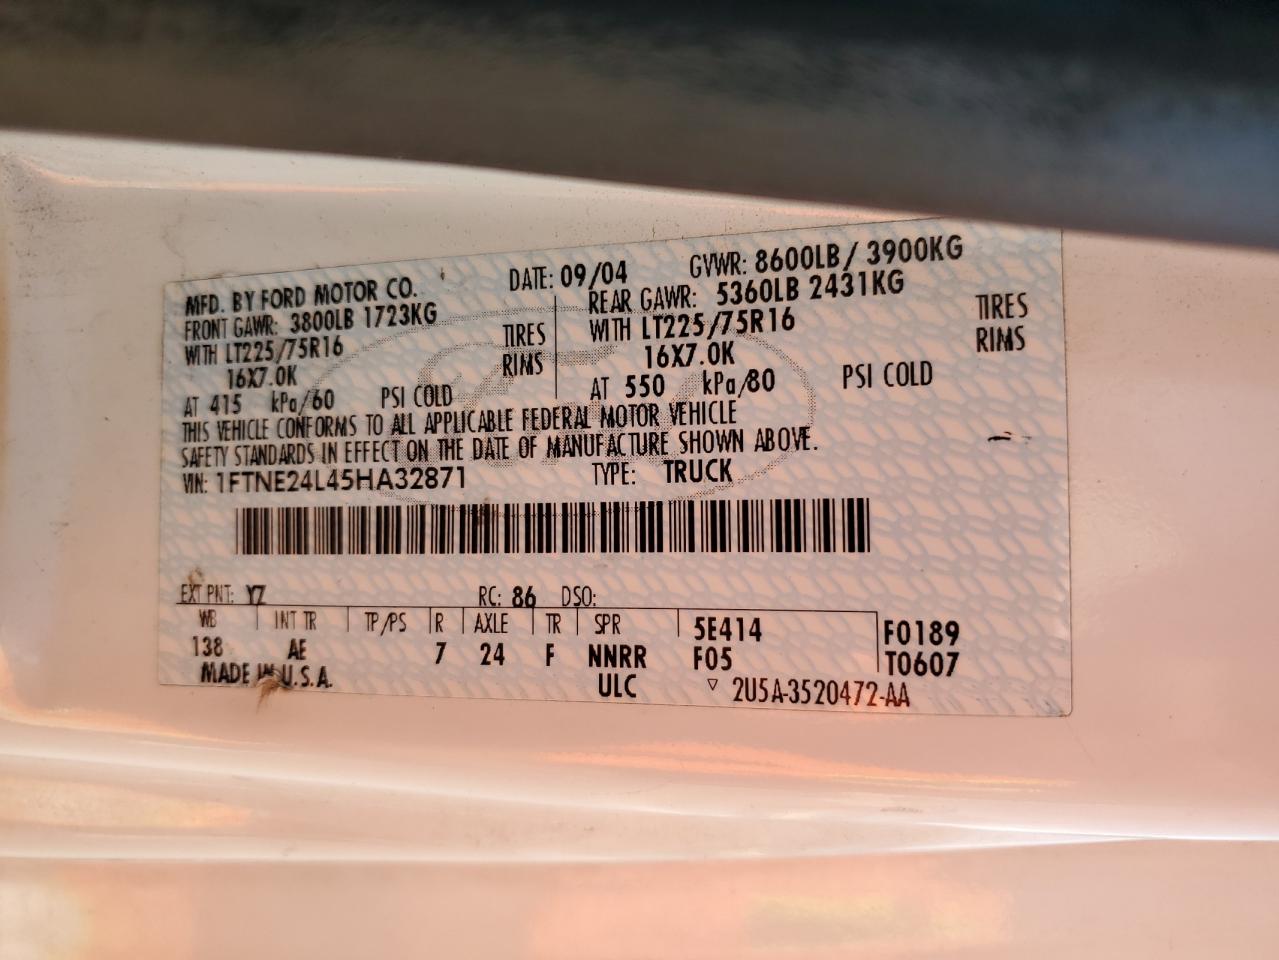 MFD. BY FORD MOTOR CO. DATE: 09/04 GVWR: 8600LB / 3900KG
FRONT GAWR: 3800LB 1723KG REAR GAWR: 5360LB 2431KG
WITH LT225/75R16 TIRES WITH LT225/75R16 TIRES
16X7.0K RIMS 16X7.0K RIMS
AT 415 kPa/60 PSI COLD AT 550 kPa/80 PSI COLD
THIS VEHICLE CONFORMS TO ALL APPLICABLE FEDERAL MOTOR VEHICLE
SAFETY STANDARDS IN EFFECT ON THE DATE OF MANUFACTURE SHOWN ABOVE.
VIN: 1FTNE24L45HA32871 TYPE: TRUCK
EXT PNT: YZ RC: 86 DSO:
WB INT TR TP/PS R AXLE TR SPR 5E414 F0189
138 AE 7 24 F NNRR F05 T0607
MADE IN U.S.A. ULC ▽ 2U5A-3520472-AA